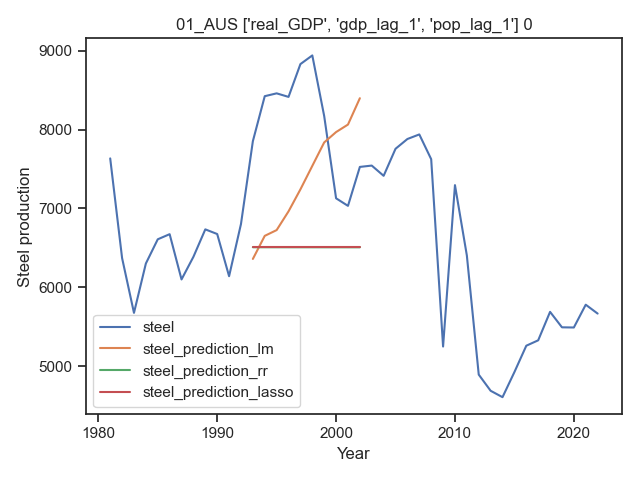 01_AUS ['real_GDP', 'gdp_lag_1', 'pop_lag_1'] 0
Steel production
9000
8000
7000
6000
5000
steel
steel_prediction_lm
steel_prediction_rr
steel_prediction_lasso
1980
1990
2000
2010
2020
Year